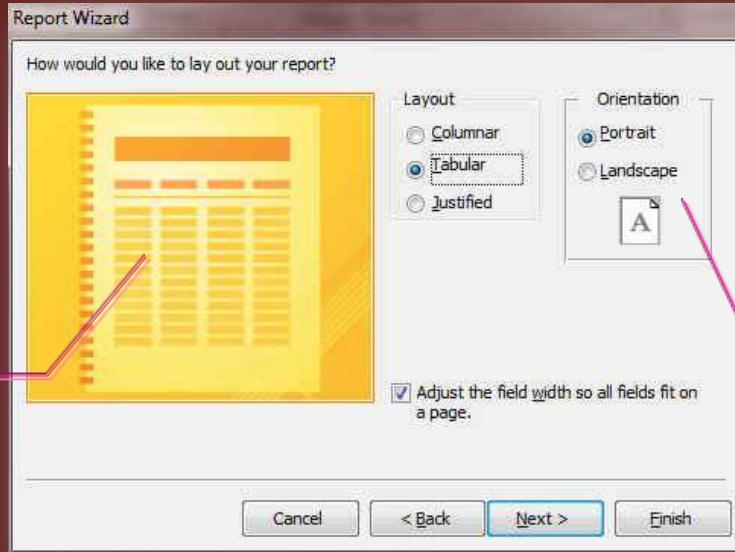 Report Wizard
How would you like to lay out your report?
Layout
Columnar
Tabular
Justified
Orientation
Portrait
Landscape
A
Adjust the field width so all fields fit on
a page.
Cancel
< Back
Next >
Finish